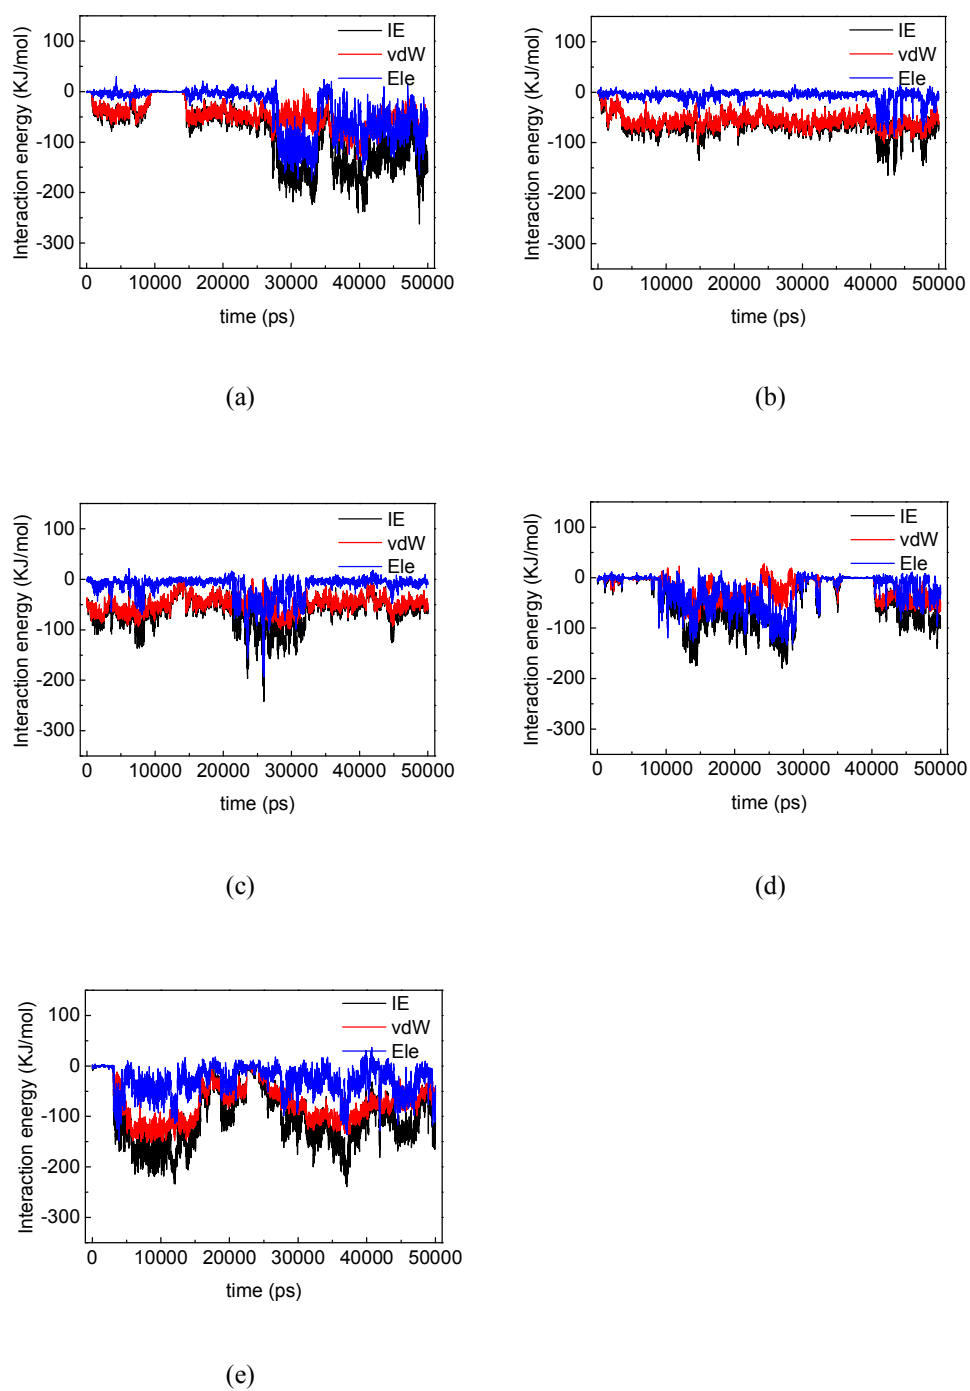 Interaction energy (KJ/mol)
100
0
-100
-200
-300
IE
vdW
Ele
0 10000 20000 30000 40000 50000
time (ps)
(a)
Interaction energy (KJ/mol)
100
0
-100
-200
-300
IE
vdW
Ele
0 10000 20000 30000 40000 50000
time (ps)
(b)
Interaction energy (KJ/mol)
100
0
-100
-200
-300
IE
vdW
Ele
0 10000 20000 30000 40000 50000
time (ps)
(c)
Interaction energy (KJ/mol)
100
0
-100
-200
-300
IE
vdW
Ele
0 10000 20000 30000 40000 50000
time (ps)
(d)
Interaction energy (KJ/mol)
100
0
-100
-200
-300
IE
vdW
Ele
0 10000 20000 30000 40000 50000
time (ps)
(e)